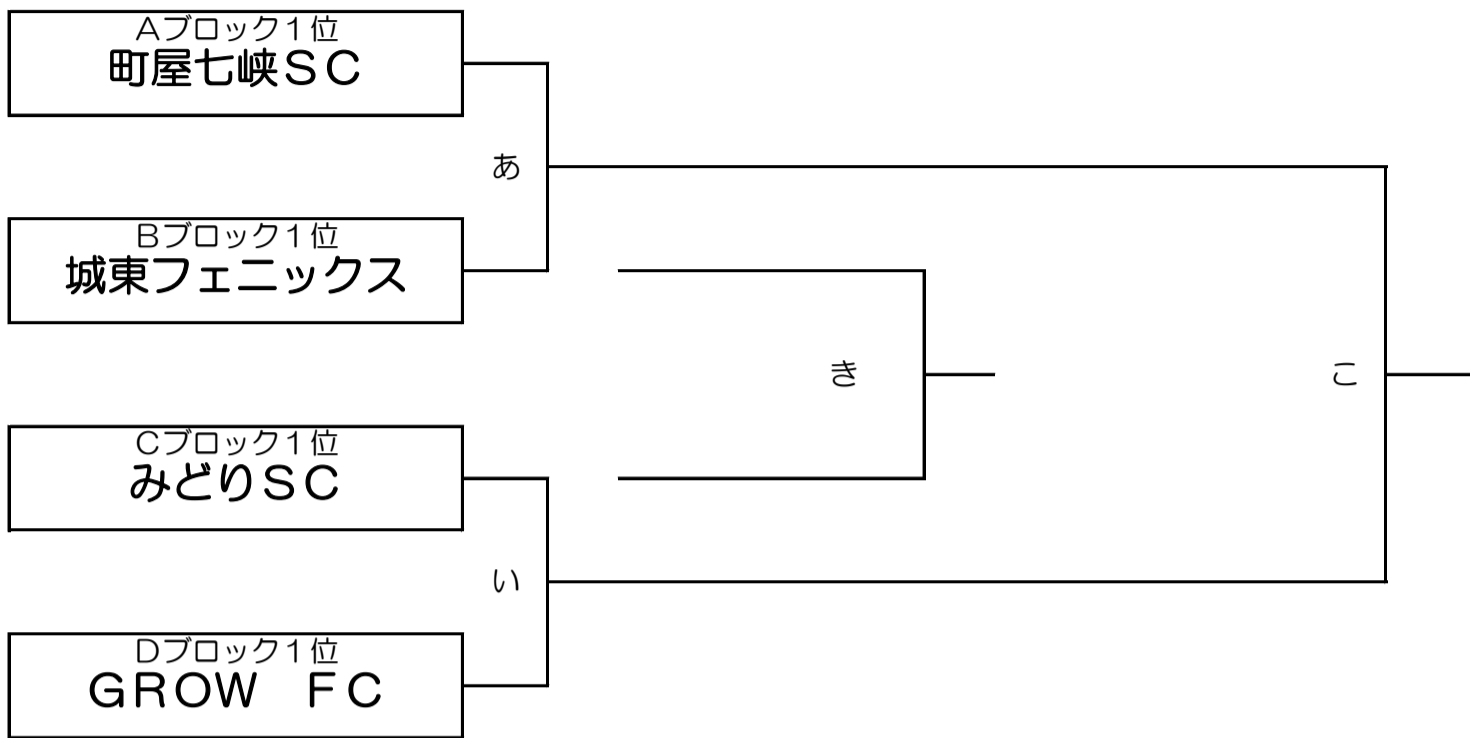 Aブロック１位
町屋七峡ＳＣ
あ
Bブロック１位
城東フェニックス
き
こ
Cブロック１位
みどりＳＣ
い
Dブロック１位
GROW　ＦＣ